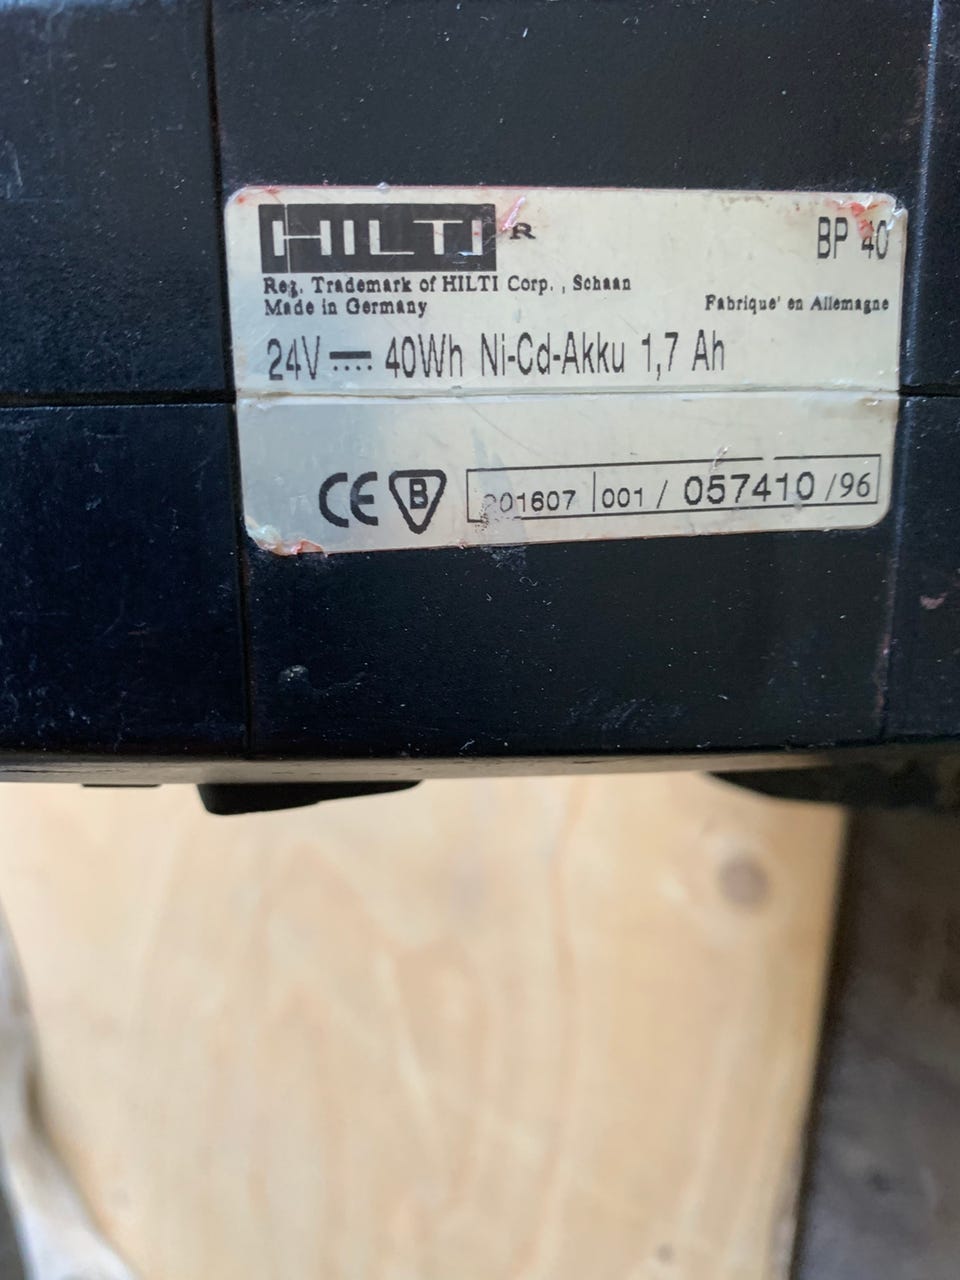 HILTI R
BP 40
Reg. Trademark of HILTI Corp. , Schaan
Made in Germany
Fabrique' en Allemagne
24V 40Wh Ni-Cd-Akku 1,7 Ah
CE B 201607 | 001 / 057410 /96